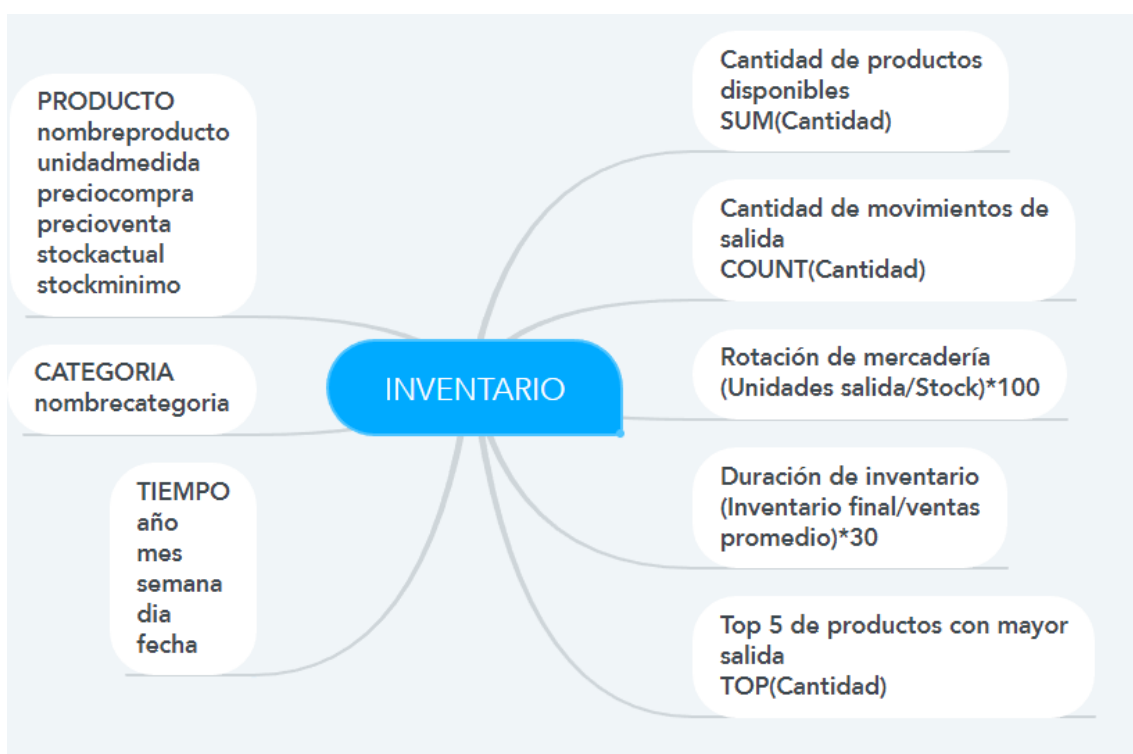 PRODUCTO
nombreproducto
unidadmedida
preciocompra
precioventa
stockactual
stockminimo
CATEGORIA
nombrecategoria
TIEMPO
año
mes
semana
dia
fecha
INVENTARIO
Cantidad de productos
disponibles
SUM(Cantidad)
Cantidad de movimientos de
salida
COUNT(Cantidad)
Rotación de mercadería
(Unidades salida/Stock)*100
Duración de inventario
(Inventario final/ventas
promedio)*30
Top 5 de productos con mayor
salida
TOP(Cantidad)